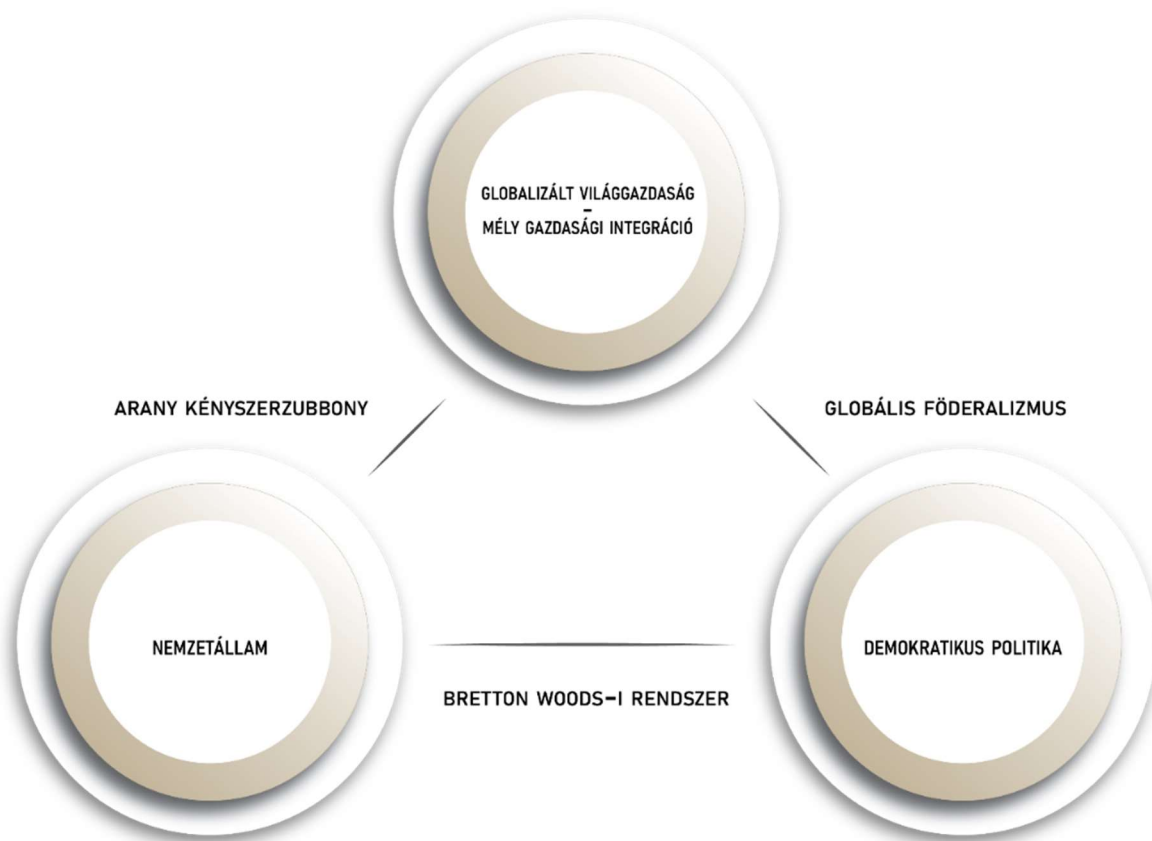 GLOBALIZÁLT VILÁGGAZDASÁG
–
MÉLY GAZDASÁGI INTEGRÁCIÓ
ARANY KÉNYSZERZUBBONY
GLOBÁLIS FÖDERALIZMUS
NEMZETÁLLAM
DEMOKRATIKUS POLITIKA
BRETTON WOODS–I RENDSZER